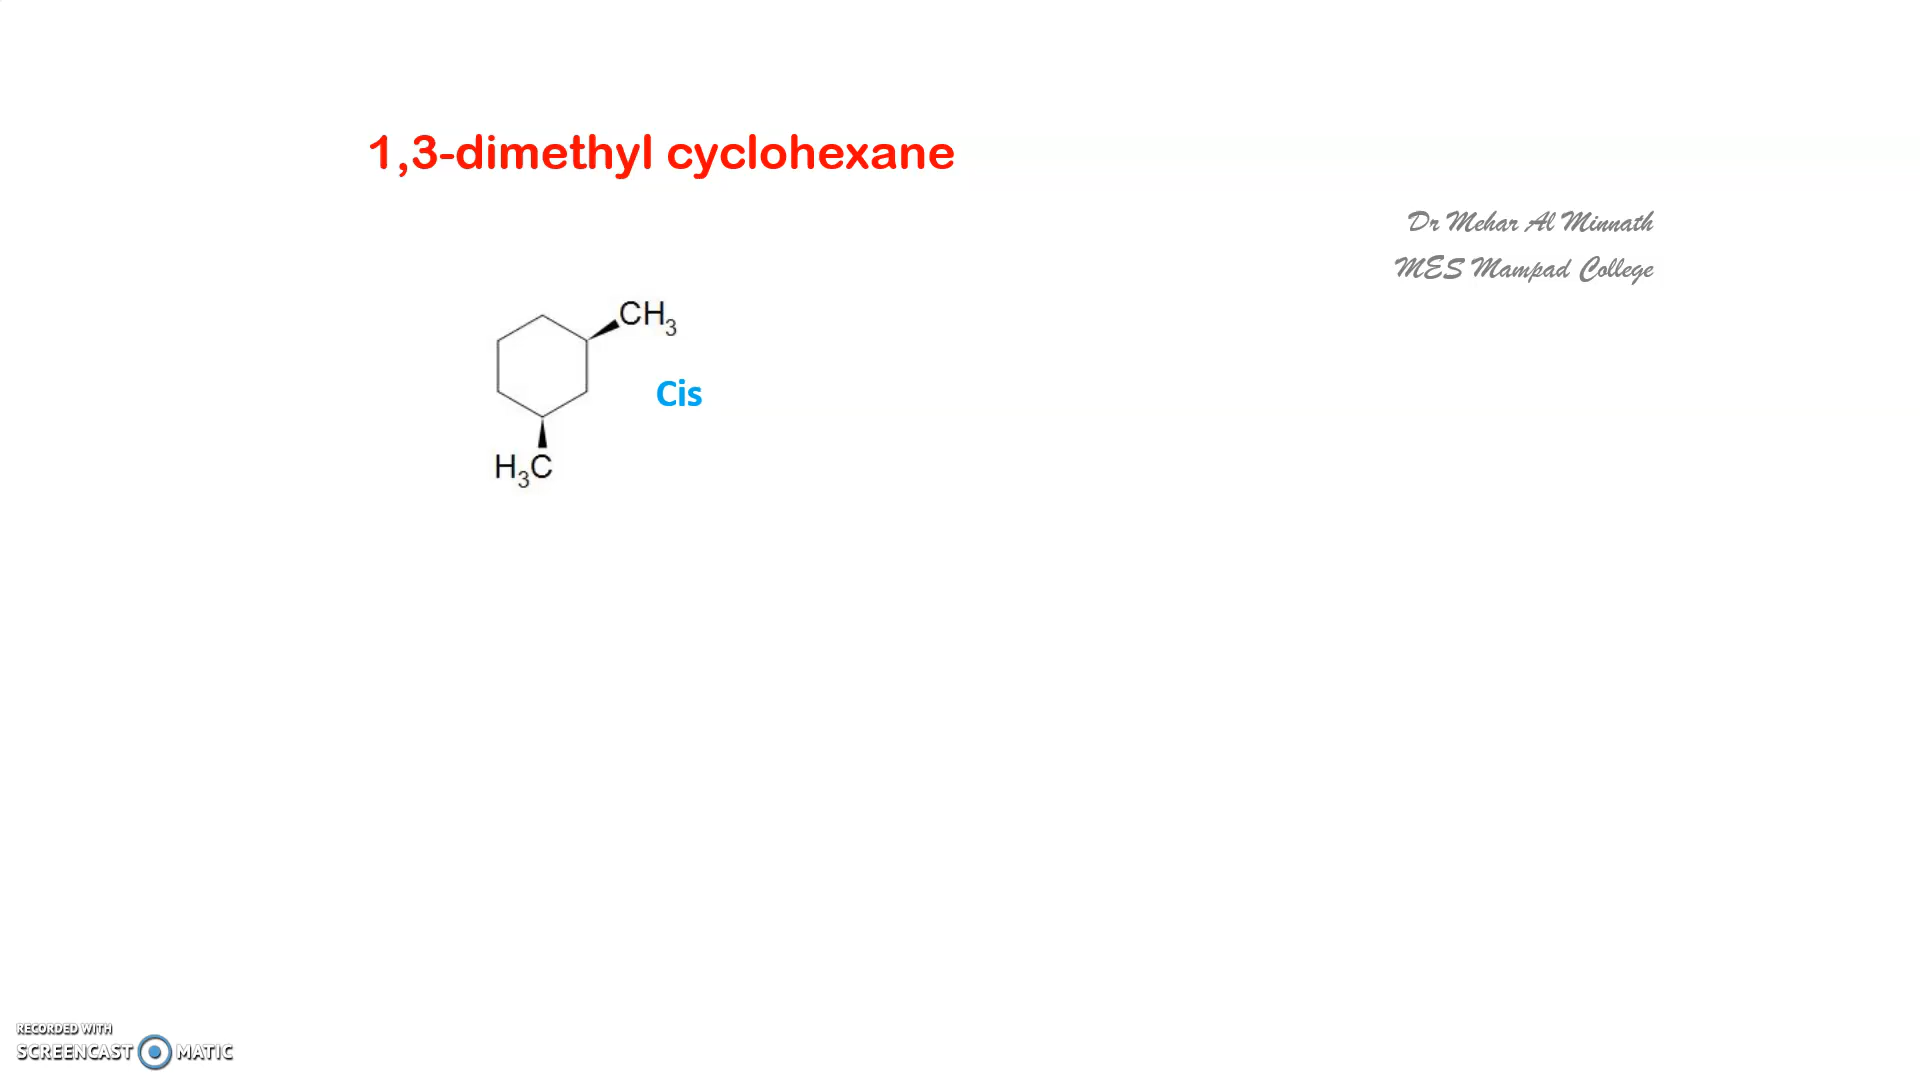 1,3-dimethyl cyclohexane
Dr Mehar Al Minnath
MES Mampad College
CH3
Cis
H3C
RECORDED WITH
SCREENCAST MATIC